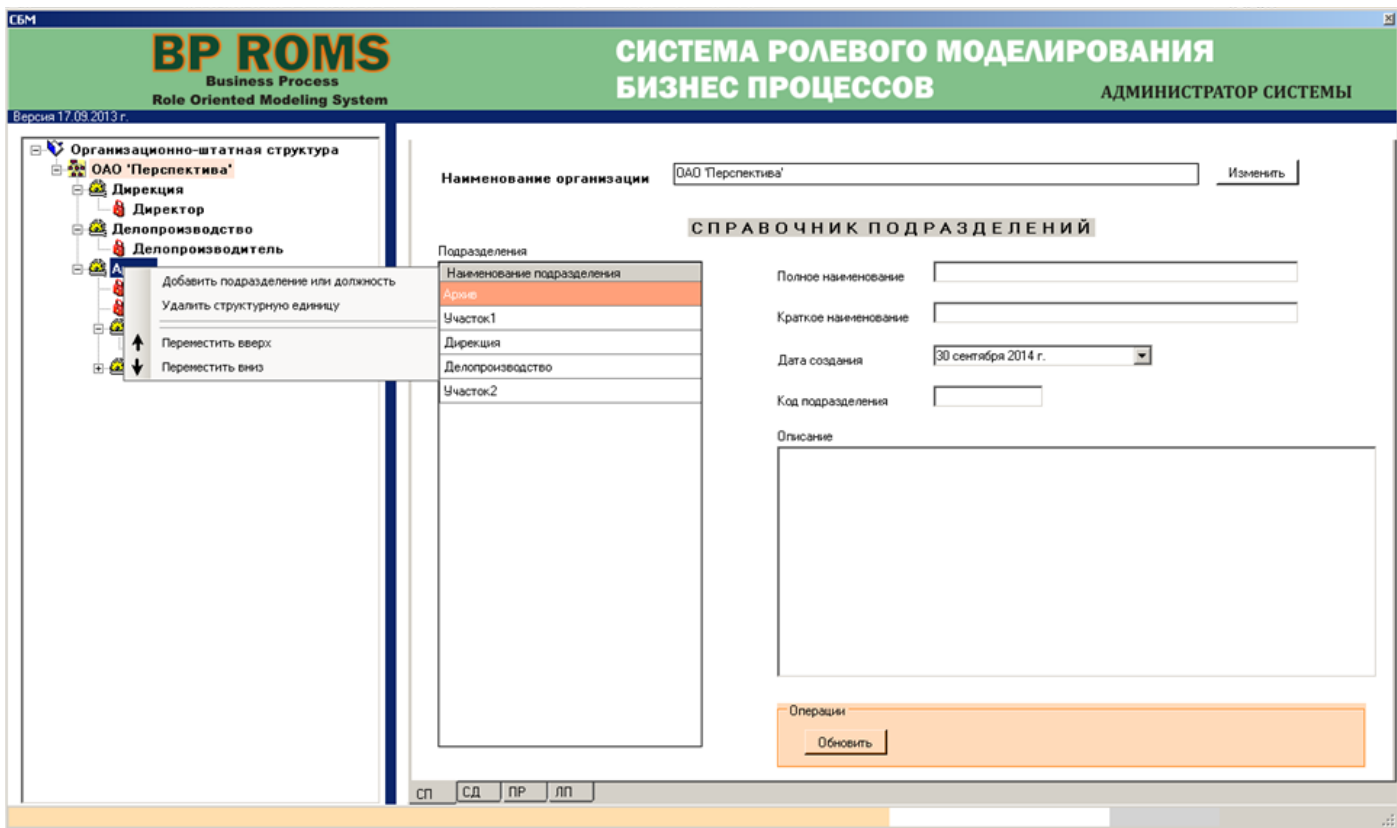 СБМ
BP ROMS
Business Process
Role Oriented Modeling System
СИСТЕМА РОЛЕВОГО МОДЕЛИРОВАНИЯ
БИЗНЕС ПРОЦЕССОВ
АДМИНИСТРАТОР СИСТЕМЫ
Версия 17.09.2013 г.
Организационно-штатная структура
ОАО 'Перспектива'
Дирекция
Директор
Делопроизводство
Делопроизводитель
А
Добавить подразделение или должность
Удалить структурную единицу
Переместить вверх
Переместить вниз
Наименование организации
ОАО 'Перспектива'
Изменить
СПРАВОЧНИК ПОДРАЗДЕЛЕНИЙ
Подразделения
Наименование подразделения
Архив
Участок1
Дирекция
Делопроизводство
Участок2
Полное наименование
Краткое наименование
Дата создания
30 сентября 2014 г.
Код подразделения
Описание
Операции
Обновить
СП
СД
ПР
ЛП